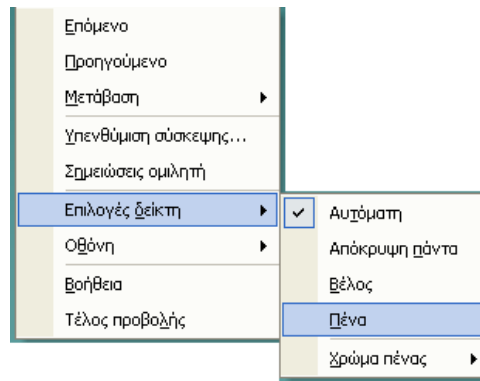 Επόμενο
Προηγούμενο
Μετάβαση
Υπενθύμιση σύσκεψης...
Σημειώσεις ομιλητή
Επιλογές δείκτη
Οθόνη
Βοήθεια
Τέλος προβολής
Αυτόματη
Απόκρυψη πάντα
Βέλος
Πένα
Χρώμα πένας